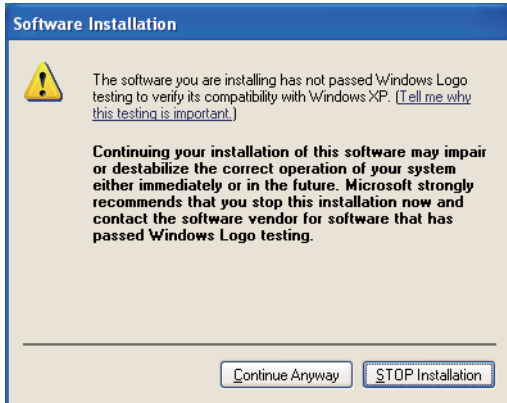 Software Installation
The software you are installing has not passed Windows Logo
testing to verify its compatibility with Windows XP. (Tell me why
this testing is important.)
Continuing your installation of this software may impair
or destabilize the correct operation of your system
either immediately or in the future. Microsoft strongly
recommends that you stop this installation now and
contact the software vendor for software that has
passed Windows Logo testing.
Continue Anyway
STOP Installation